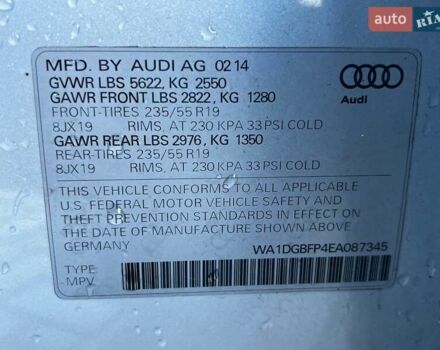 AUTO RIA
MFD. BY AUDI AG 02 14
GVWR LBS 5622, KG 2550
GAWR FRONT LBS 2822, KG 1280
FRONT-TIRES 235/55 R19
8JX19 RIMS, AT 230 KPA 33 PSI COLD
GAWR REAR LBS 2976, KG 1350
REAR-TIRES 235/55 R19
8JX19 RIMS, AT 230 KPA 33 PSI COLD
Audi
THIS VEHICLE CONFORMS TO ALL APPLICABLE
U.S. FEDERAL MOTOR VEHICLE SAFETY AND
THEFT PREVENTION STANDARDS IN EFFECT ON
THE DATE OF MANUFACTURE SHOWN ABOVE
GERMANY WA1DGBFP4EA087345
TYPE
MPV